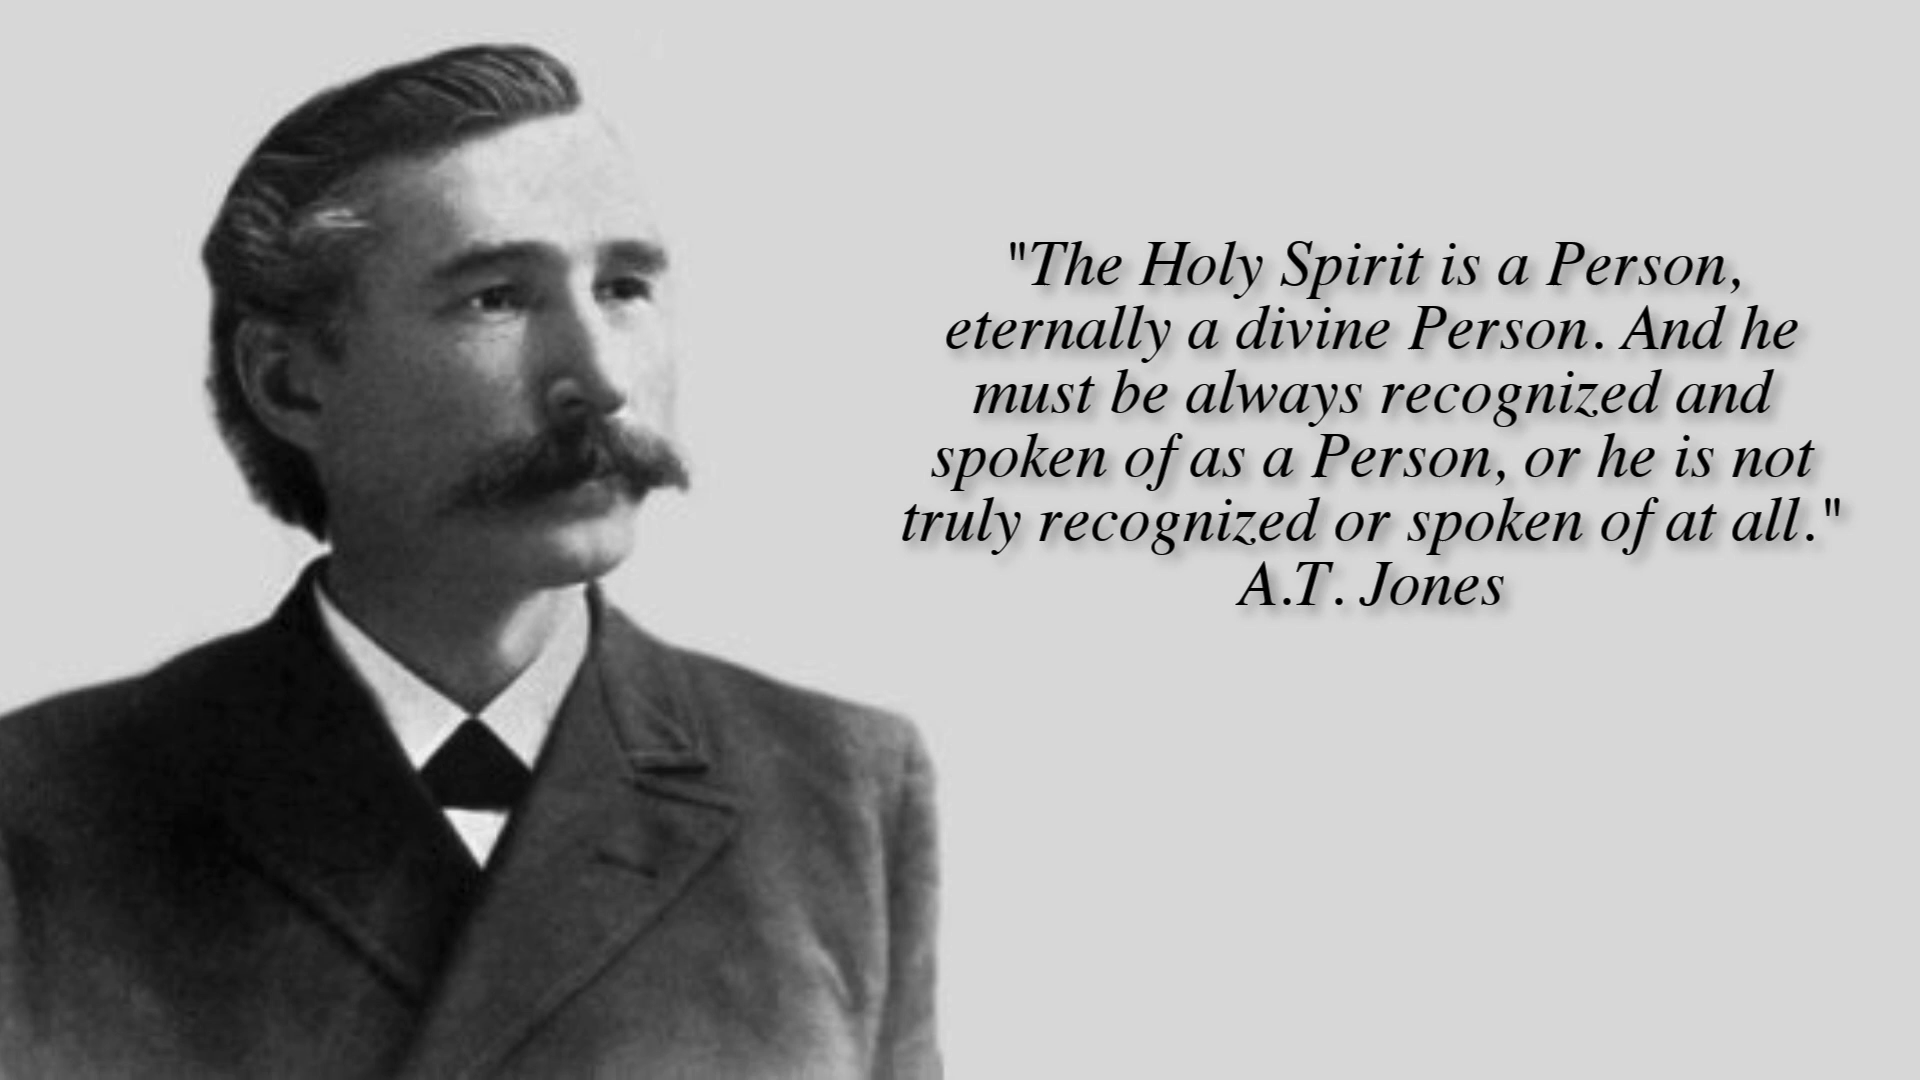 "The Holy Spirit is a Person,
eternally a divine Person. And he
must be always recognized and
spoken of as a Person, or he is not
truly recognized or spoken of at all."
A.T. Jones